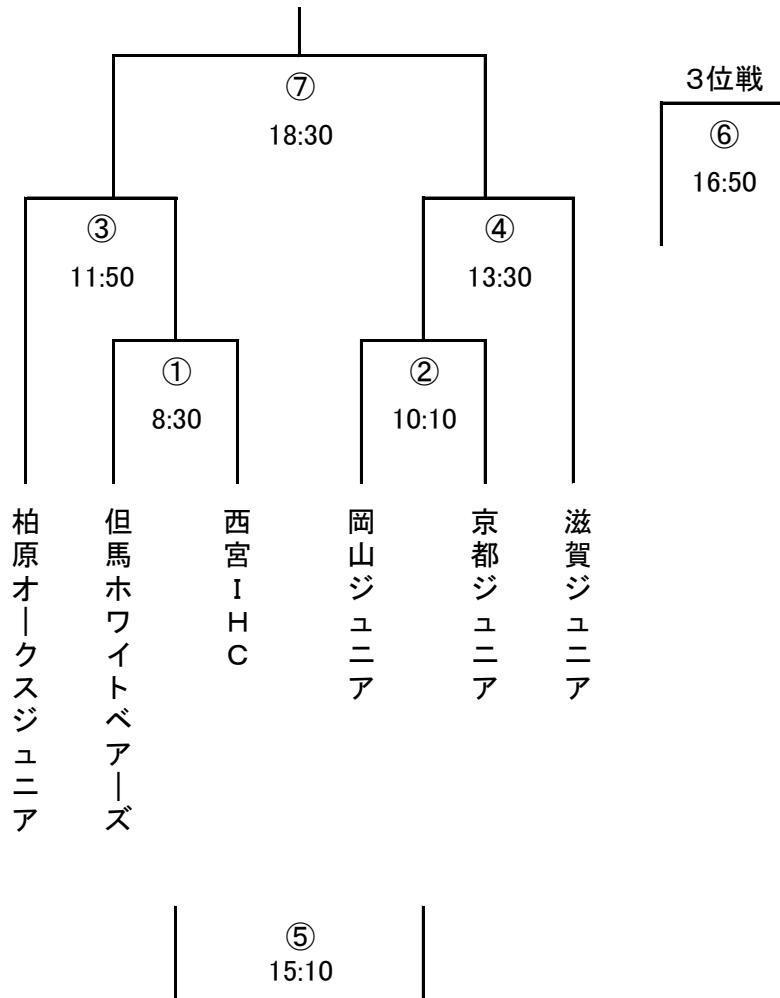 ⑦
18:30
3位戦
⑥
16:50
③
11:50
④
13:30
①
8:30
②
10:10
柏原オークスジュニア
但馬ホワイトベアーズ
西宮IHC
岡山ジュニア
京都ジュニア
滋賀ジュニア
⑤
15:10